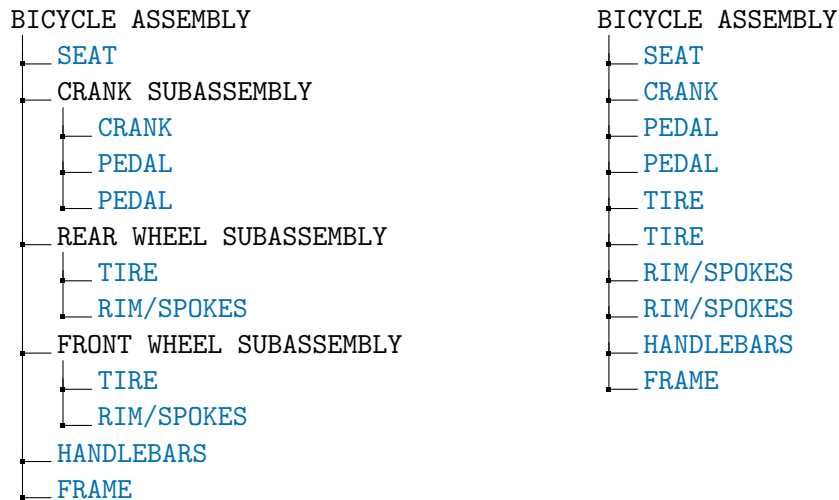 BICYCLE ASSEMBLY
SEAT
CRANK SUBASSEMBLY
CRANK
PEDAL
PEDAL
REAR WHEEL SUBASSEMBLY
TIRE
RIM/SPOKES
FRONT WHEEL SUBASSEMBLY
TIRE
RIM/SPOKES
HANDLEBARS
FRAME
BICYCLE ASSEMBLY
SEAT
CRANK
PEDAL
PEDAL
TIRE
TIRE
RIM/SPOKES
RIM/SPOKES
HANDLEBARS
FRAME